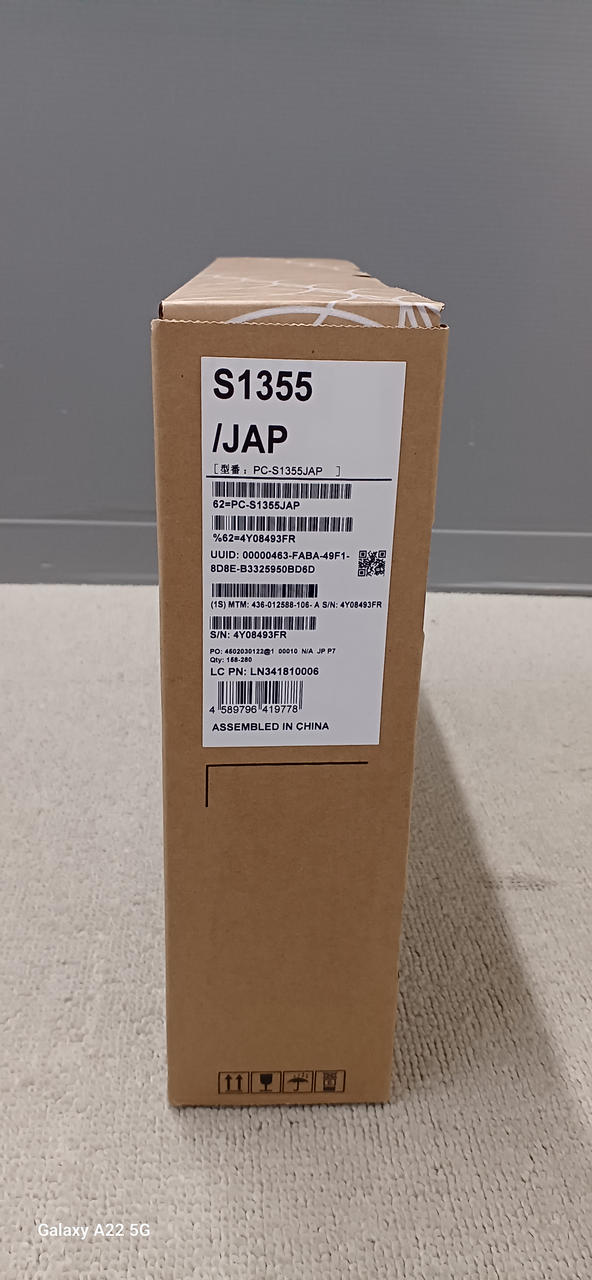 S1355
/JAP
[型番: PC-S1355JAP ]
62=PC-S1355JAP
%62=4Y08493FR
UUID: 00000463-FABA-49F1-
8D8E-B3325950BD6D
(1S) MTM: 436-012588-106- A S/N: 4Y08493FR
S/N: 4Y08493FR
PO: 4502030122@1 00010 N/A JP P7
Qty: 158-280
LC PN: LN341810006
4 589796 419778
ASSEMBLED IN CHINA
Galaxy A22 5G